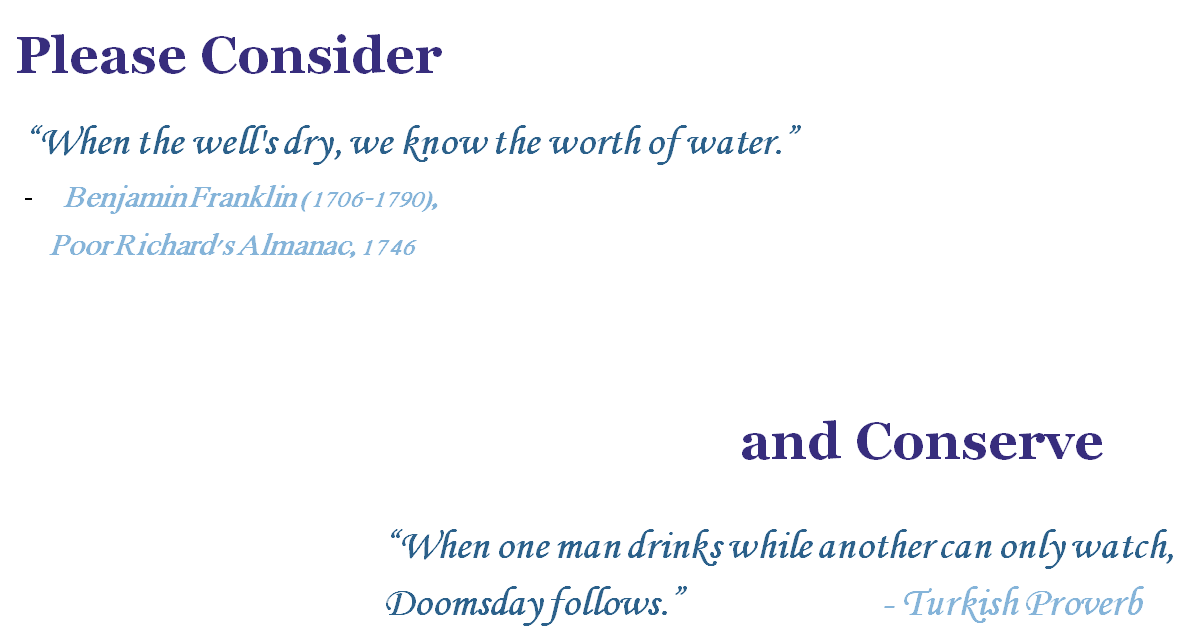 Please Consider
“When the well's dry, we know the worth of water.”
- Benjamin Franklin (1706-1790),
Poor Richard's Almanac, 1746
and Conserve
“When one man drinks while another can only watch,
Doomsday follows.” - Turkish Proverb